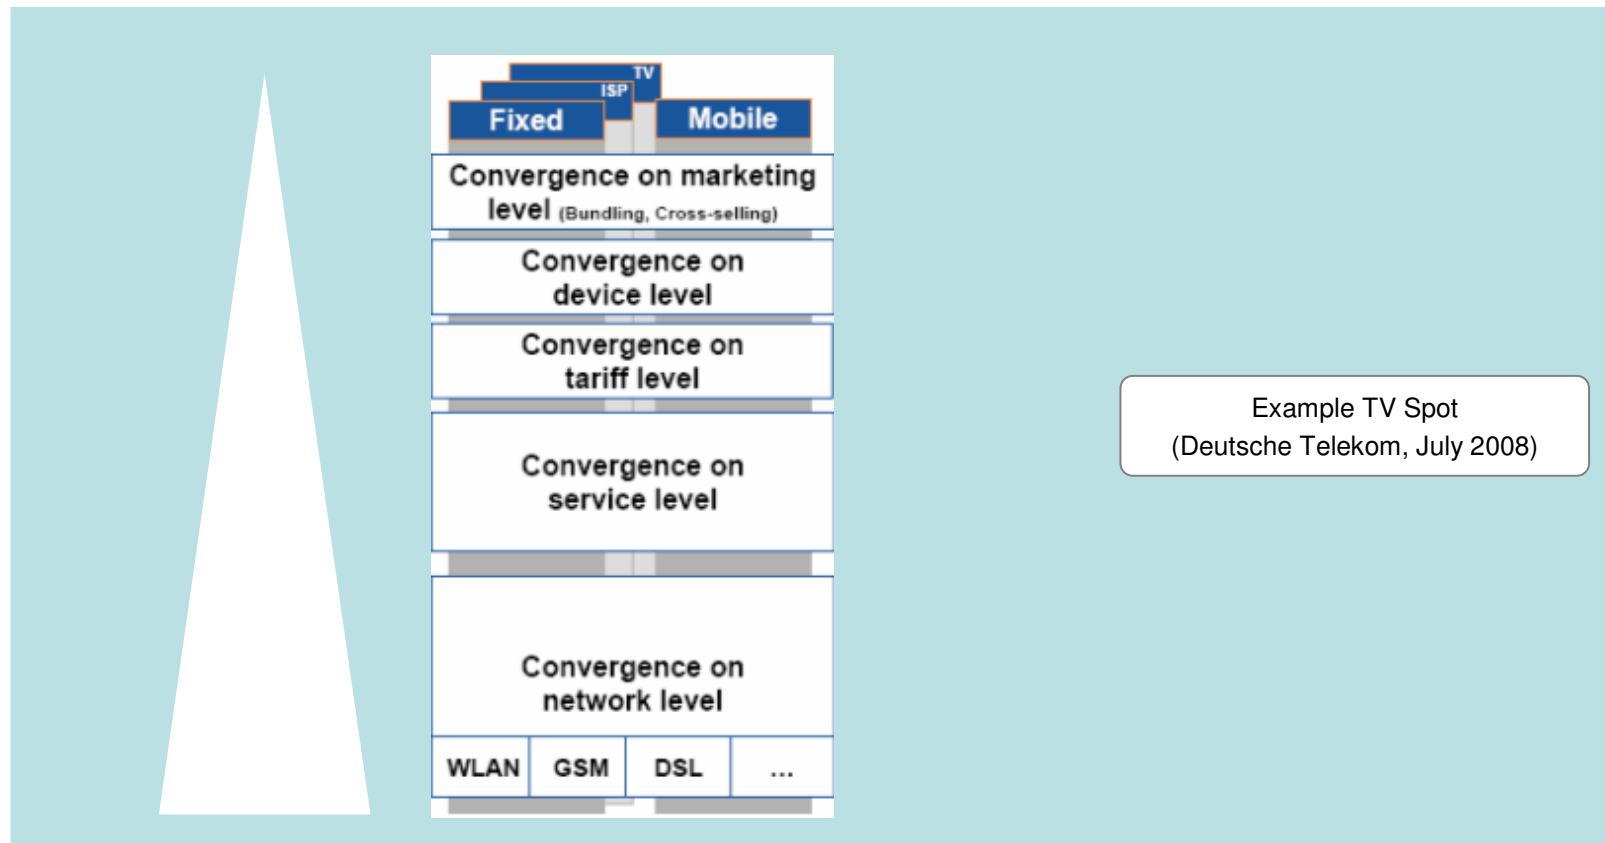 TV
ISP
Fixed
Mobile
Convergence on marketing
level (Bundling, Cross-selling)
Convergence on
device level
Convergence on
tariff level
Convergence on
service level
Convergence on
network level
WLAN
GSM
DSL
...
Example TV Spot
(Deutsche Telekom, July 2008)